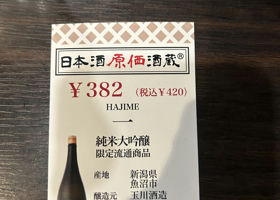 日本酒原価酒蔵®
￥382 (税込￥420)
HAJIME
一
純米大吟醸
限定流通商品
産地 新潟県
魚沼市
醸造元 玉川酒造